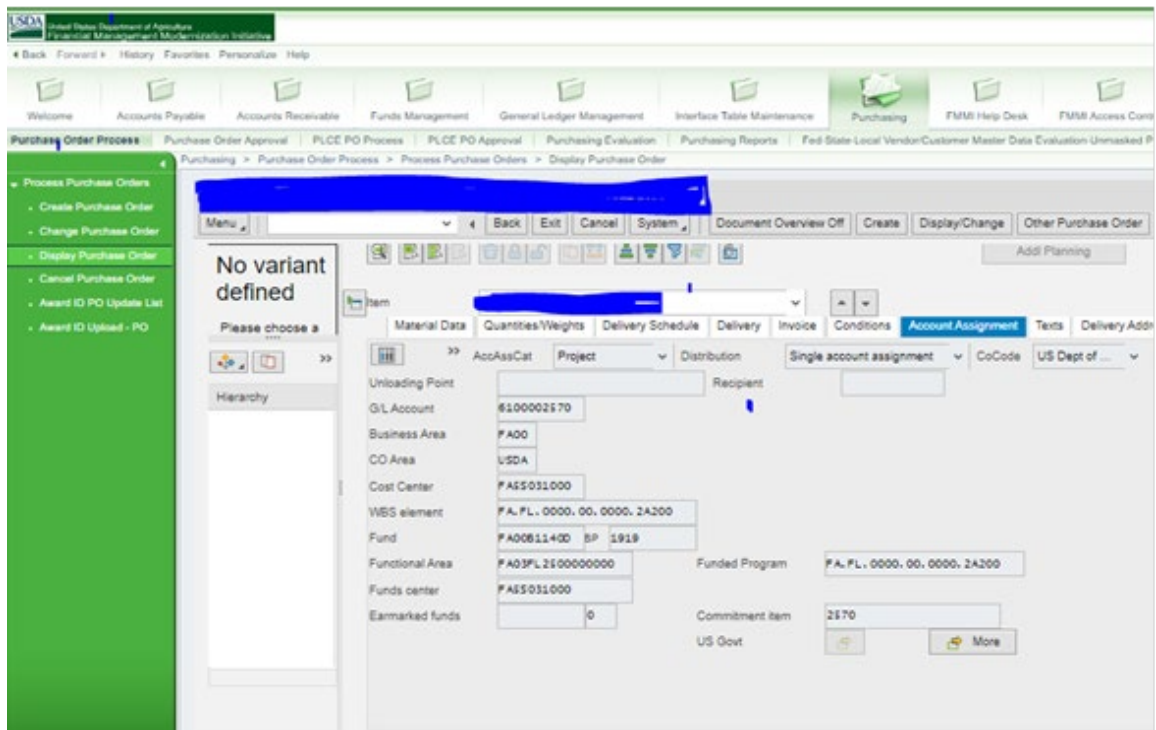 USDA United States Department of Agriculture
Financial Management Modernization Initiative
Back Forward History Favorites Personalize Help
Welcome Accounts Payable Accounts Receivable Funds Management General Ledger Management Interface Table Maintenance Purchasing FMMI Help Desk FMMI Access Cont
Purchase Order Process Purchase Order Approval PLCE PO Process PLCE PO Approval Purchasing Evaluation Purchasing Reports Fed-State-Local Vendor/Customer Master Data Evaluation-Unmasked P
Purchasing > Purchase Order Process > Process Purchase Orders > Display Purchase Order
Process Purchase Orders
Create Purchase Order
Change Purchase Order
Display Purchase Order
Cancel Purchase Order
Award ID PO Update List
Award ID Upload - PO
Menu Back Exit Cancel System Document Overview Off Create Display/Change Other Purchase Order
No variant defined
Addl Planning
Please choose a
Hierarchy
Item
Material Data Quantities/Weights Delivery Schedule Delivery Invoice Conditions Account Assignment Texts Delivery Addr
AccAssCat Project Distribution Single account assignment CoCode US Dept of ...
Unloading Point Recipient
G/L Account 6100002570
Business Area FA00
CO Area USDA
Cost Center
WBS element FA.FL.0000.00.0000.2A200
Fund BP 1919
Functional Area Funded Program FA.FL.0000.00.0000.2A200
Funds center
Earmarked funds 0 Commitment item 2570
US Govt More